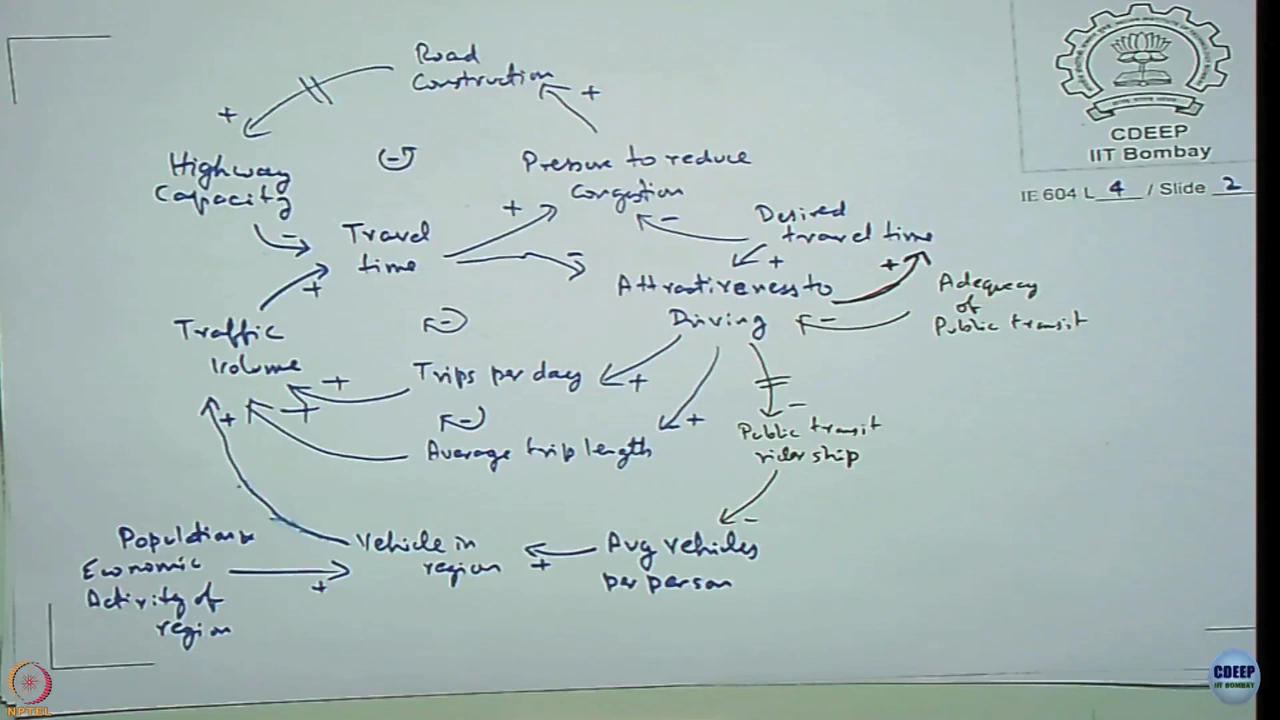 Road
Construction
+
+
Highway
Capacity
(-)
Pressure to reduce
Congestion
CDEEP
IIT Bombay
IE 604 L 4 / Slide 2
-
Travel
time
+
-
-
Desired
travel time
+
+
+
Attractiveness to
Driving
-
Adequacy
of
Public transit
Traffic
Volume
(-)
+
+
Trips per day
+
+
(-)
Average trip length
+
-
Public transit
ridership
-
Population &
Economic
Activity of
region
+
Vehicle in
region
+
Avg vehicles
per person
NPTEL
CDEEP
IIT BOMBAY